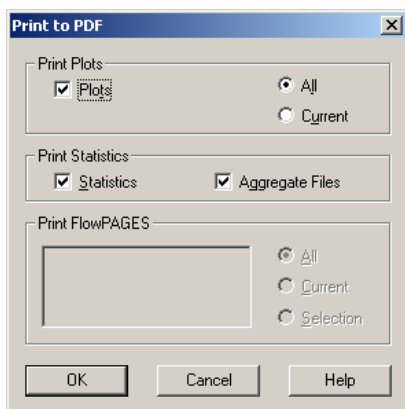 Print to PDF
Print Plots
Plots
All
Current
Print Statistics
Statistics
Aggregate Files
Print FlowPAGES
All
Current
Selection
OK
Cancel
Help